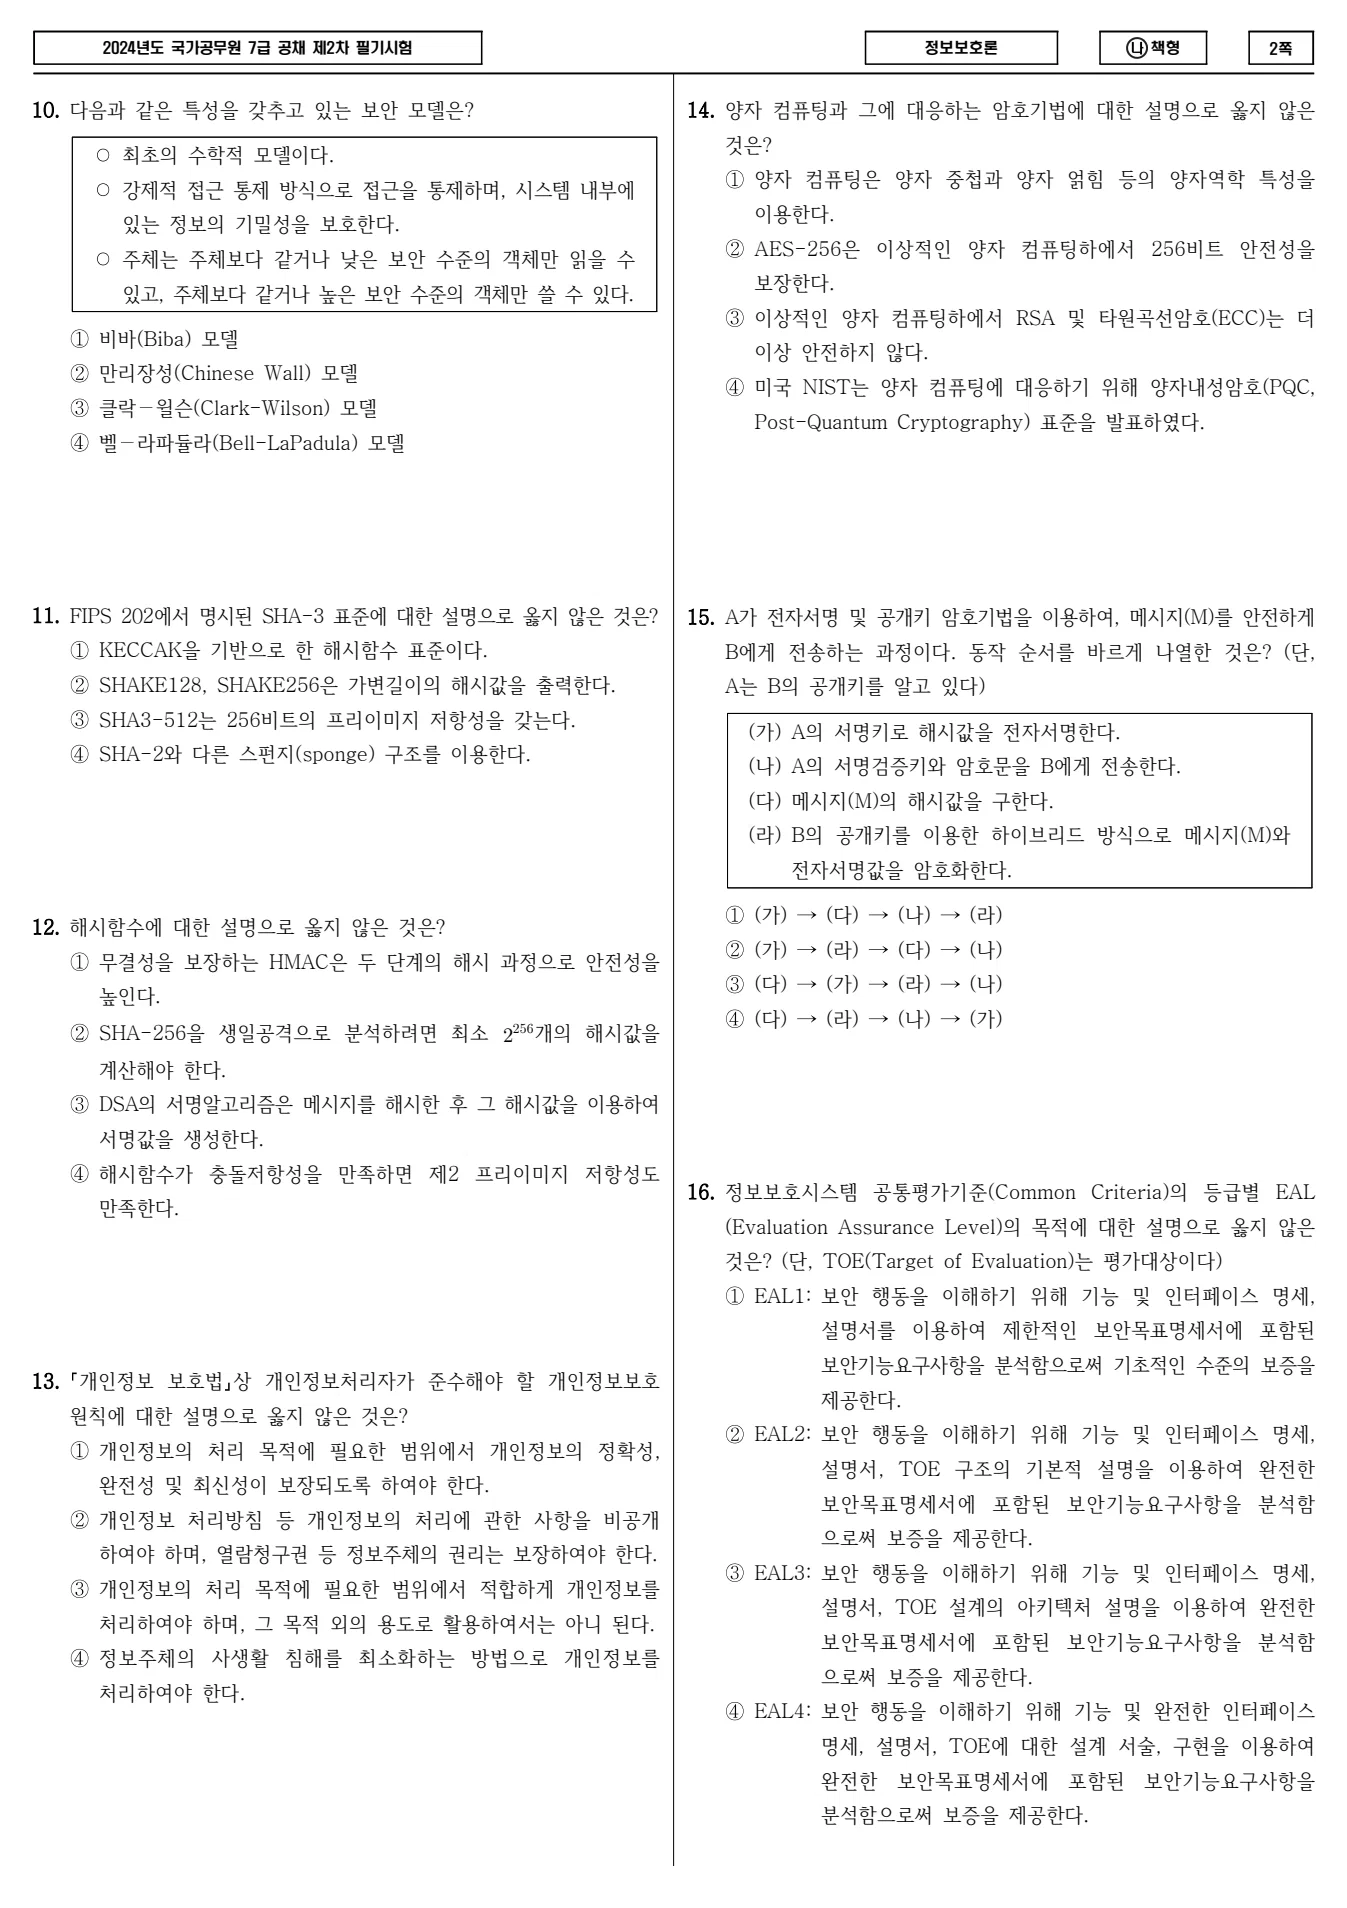 2024년도 국가공무원 7급 공채 제2차 필기시험
정보보호론
㉯책형
2쪽
10. 다음과 같은 특성을 갖추고 있는 보안 모델은?
○ 최초의 수학적 모델이다.
○ 강제적 접근 통제 방식으로 접근을 통제하며, 시스템 내부에
있는 정보의 기밀성을 보호한다.
○ 주체는 주체보다 같거나 낮은 보안 수준의 객체만 읽을 수
있고, 주체보다 같거나 높은 보안 수준의 객체만 쓸 수 있다.
① 비바(Biba) 모델
② 만리장성(Chinese Wall) 모델
③ 클락－윌슨(Clark-Wilson) 모델
④ 벨－라파듈라(Bell-LaPadula) 모델
11. FIPS 202에서 명시된 SHA-3 표준에 대한 설명으로 옳지 않은 것은?
① KECCAK을 기반으로 한 해시함수 표준이다.
② SHAKE128, SHAKE256은 가변길이의 해시값을 출력한다.
③ SHA3-512는 256비트의 프리이미지 저항성을 갖는다.
④ SHA-2와 다른 스펀지(sponge) 구조를 이용한다.
12. 해시함수에 대한 설명으로 옳지 않은 것은?
① 무결성을 보장하는 HMAC은 두 단계의 해시 과정으로 안전성을
높인다.
② SHA-256을 생일공격으로 분석하려면 최소 2²⁵⁶개의 해시값을
계산해야 한다.
③ DSA의 서명알고리즘은 메시지를 해시한 후 그 해시값을 이용하여
서명값을 생성한다.
④ 해시함수가 충돌저항성을 만족하면 제2 프리이미지 저항성도
만족한다.
13. 「개인정보 보호법」상 개인정보처리자가 준수해야 할 개인정보보호
원칙에 대한 설명으로 옳지 않은 것은?
① 개인정보의 처리 목적에 필요한 범위에서 개인정보의 정확성,
완전성 및 최신성이 보장되도록 하여야 한다.
② 개인정보 처리방침 등 개인정보의 처리에 관한 사항을 비공개
하여야 하며, 열람청구권 등 정보주체의 권리는 보장하여야 한다.
③ 개인정보의 처리 목적에 필요한 범위에서 적합하게 개인정보를
처리하여야 하며, 그 목적 외의 용도로 활용하여서는 아니 된다.
④ 정보주체의 사생활 침해를 최소화하는 방법으로 개인정보를
처리하여야 한다.
14. 양자 컴퓨팅과 그에 대응하는 암호기법에 대한 설명으로 옳지 않은
것은?
① 양자 컴퓨팅은 양자 중첩과 양자 얽힘 등의 양자역학 특성을
이용한다.
② AES-256은 이상적인 양자 컴퓨팅하에서 256비트 안전성을
보장한다.
③ 이상적인 양자 컴퓨팅하에서 RSA 및 타원곡선암호(ECC)는 더
이상 안전하지 않다.
④ 미국 NIST는 양자 컴퓨팅에 대응하기 위해 양자내성암호(PQC,
Post-Quantum Cryptography) 표준을 발표하였다.
15. A가 전자서명 및 공개키 암호기법을 이용하여, 메시지(M)를 안전하게
B에게 전송하는 과정이다. 동작 순서를 바르게 나열한 것은? (단,
A는 B의 공개키를 알고 있다)
(가) A의 서명키로 해시값을 전자서명한다.
(나) A의 서명검증키와 암호문을 B에게 전송한다.
(다) 메시지(M)의 해시값을 구한다.
(라) B의 공개키를 이용한 하이브리드 방식으로 메시지(M)와
전자서명값을 암호화한다.
① (가) → (다) → (나) → (라)
② (가) → (라) → (다) → (나)
③ (다) → (가) → (라) → (나)
④ (다) → (라) → (나) → (가)
16. 정보보호시스템 공통평가기준(Common Criteria)의 등급별 EAL
(Evaluation Assurance Level)의 목적에 대한 설명으로 옳지 않은
것은? (단, TOE(Target of Evaluation)는 평가대상이다)
① EAL1: 보안 행동을 이해하기 위해 기능 및 인터페이스 명세,
설명서를 이용하여 제한적인 보안목표명세서에 포함된
보안기능요구사항을 분석함으로써 기초적인 수준의 보증을
제공한다.
② EAL2: 보안 행동을 이해하기 위해 기능 및 인터페이스 명세,
설명서, TOE 구조의 기본적 설명을 이용하여 완전한
보안목표명세서에 포함된 보안기능요구사항을 분석함
으로써 보증을 제공한다.
③ EAL3: 보안 행동을 이해하기 위해 기능 및 인터페이스 명세,
설명서, TOE 설계의 아키텍처 설명을 이용하여 완전한
보안목표명세서에 포함된 보안기능요구사항을 분석함
으로써 보증을 제공한다.
④ EAL4: 보안 행동을 이해하기 위해 기능 및 완전한 인터페이스
명세, 설명서, TOE에 대한 설계 서술, 구현을 이용하여
완전한 보안목표명세서에 포함된 보안기능요구사항을
분석함으로써 보증을 제공한다.